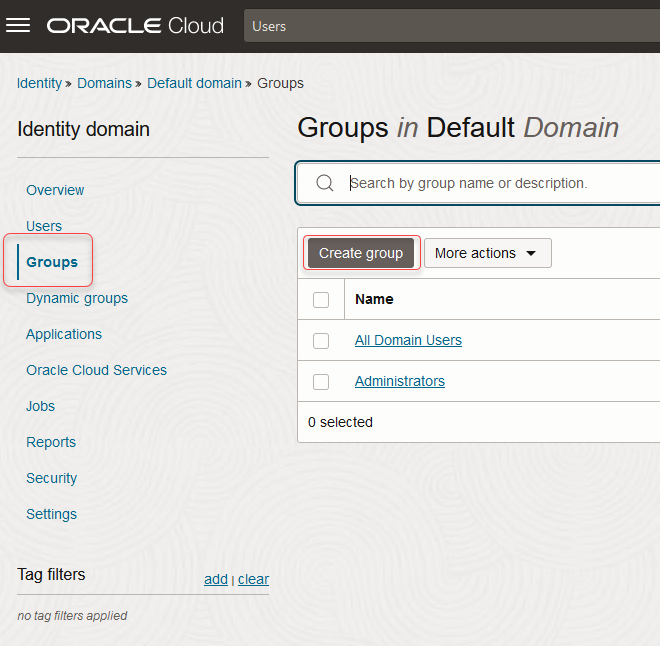 ORACLE Cloud
Users
Identity » Domains » Default domain » Groups
Identity domain
Overview
Users
Groups
Dynamic groups
Applications
Oracle Cloud Services
Jobs
Reports
Security
Settings
Tag filters
add | clear
no tag filters applied
Groups in Default Domain
Search by group name or description.
Create group
More actions
Name
All Domain Users
Administrators
0 selected